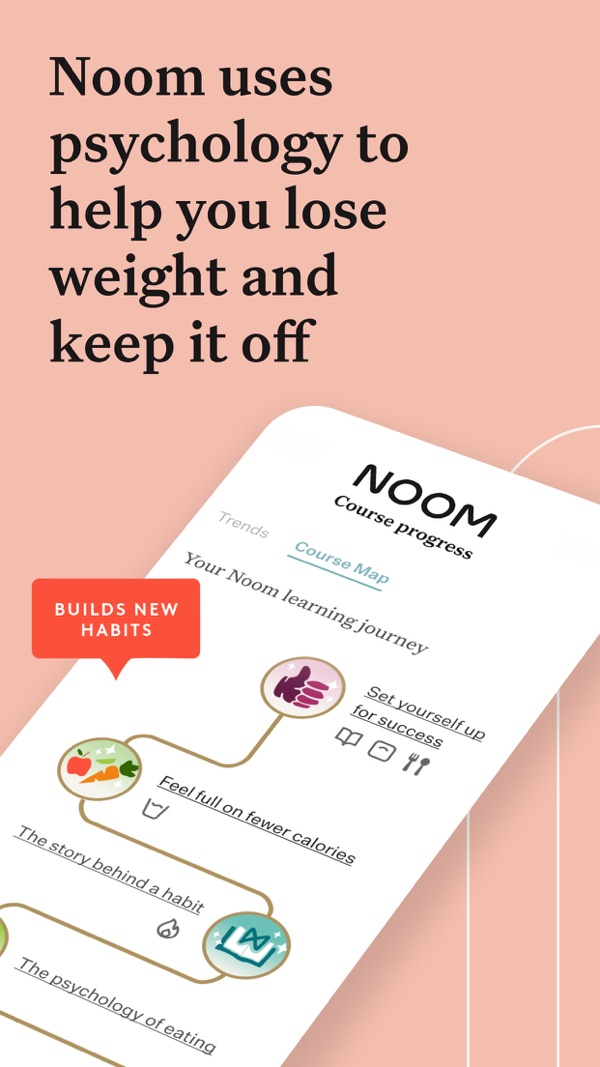 Noom uses
psychology to
help you lose
weight and
keep it off
NOOM
Course progress
Trends
Course Map
Your Noom learning journey
BUILDS NEW
HABITS
Set yourself up
for success
Feel full on fewer calories
The story behind a habit
The psychology of eating